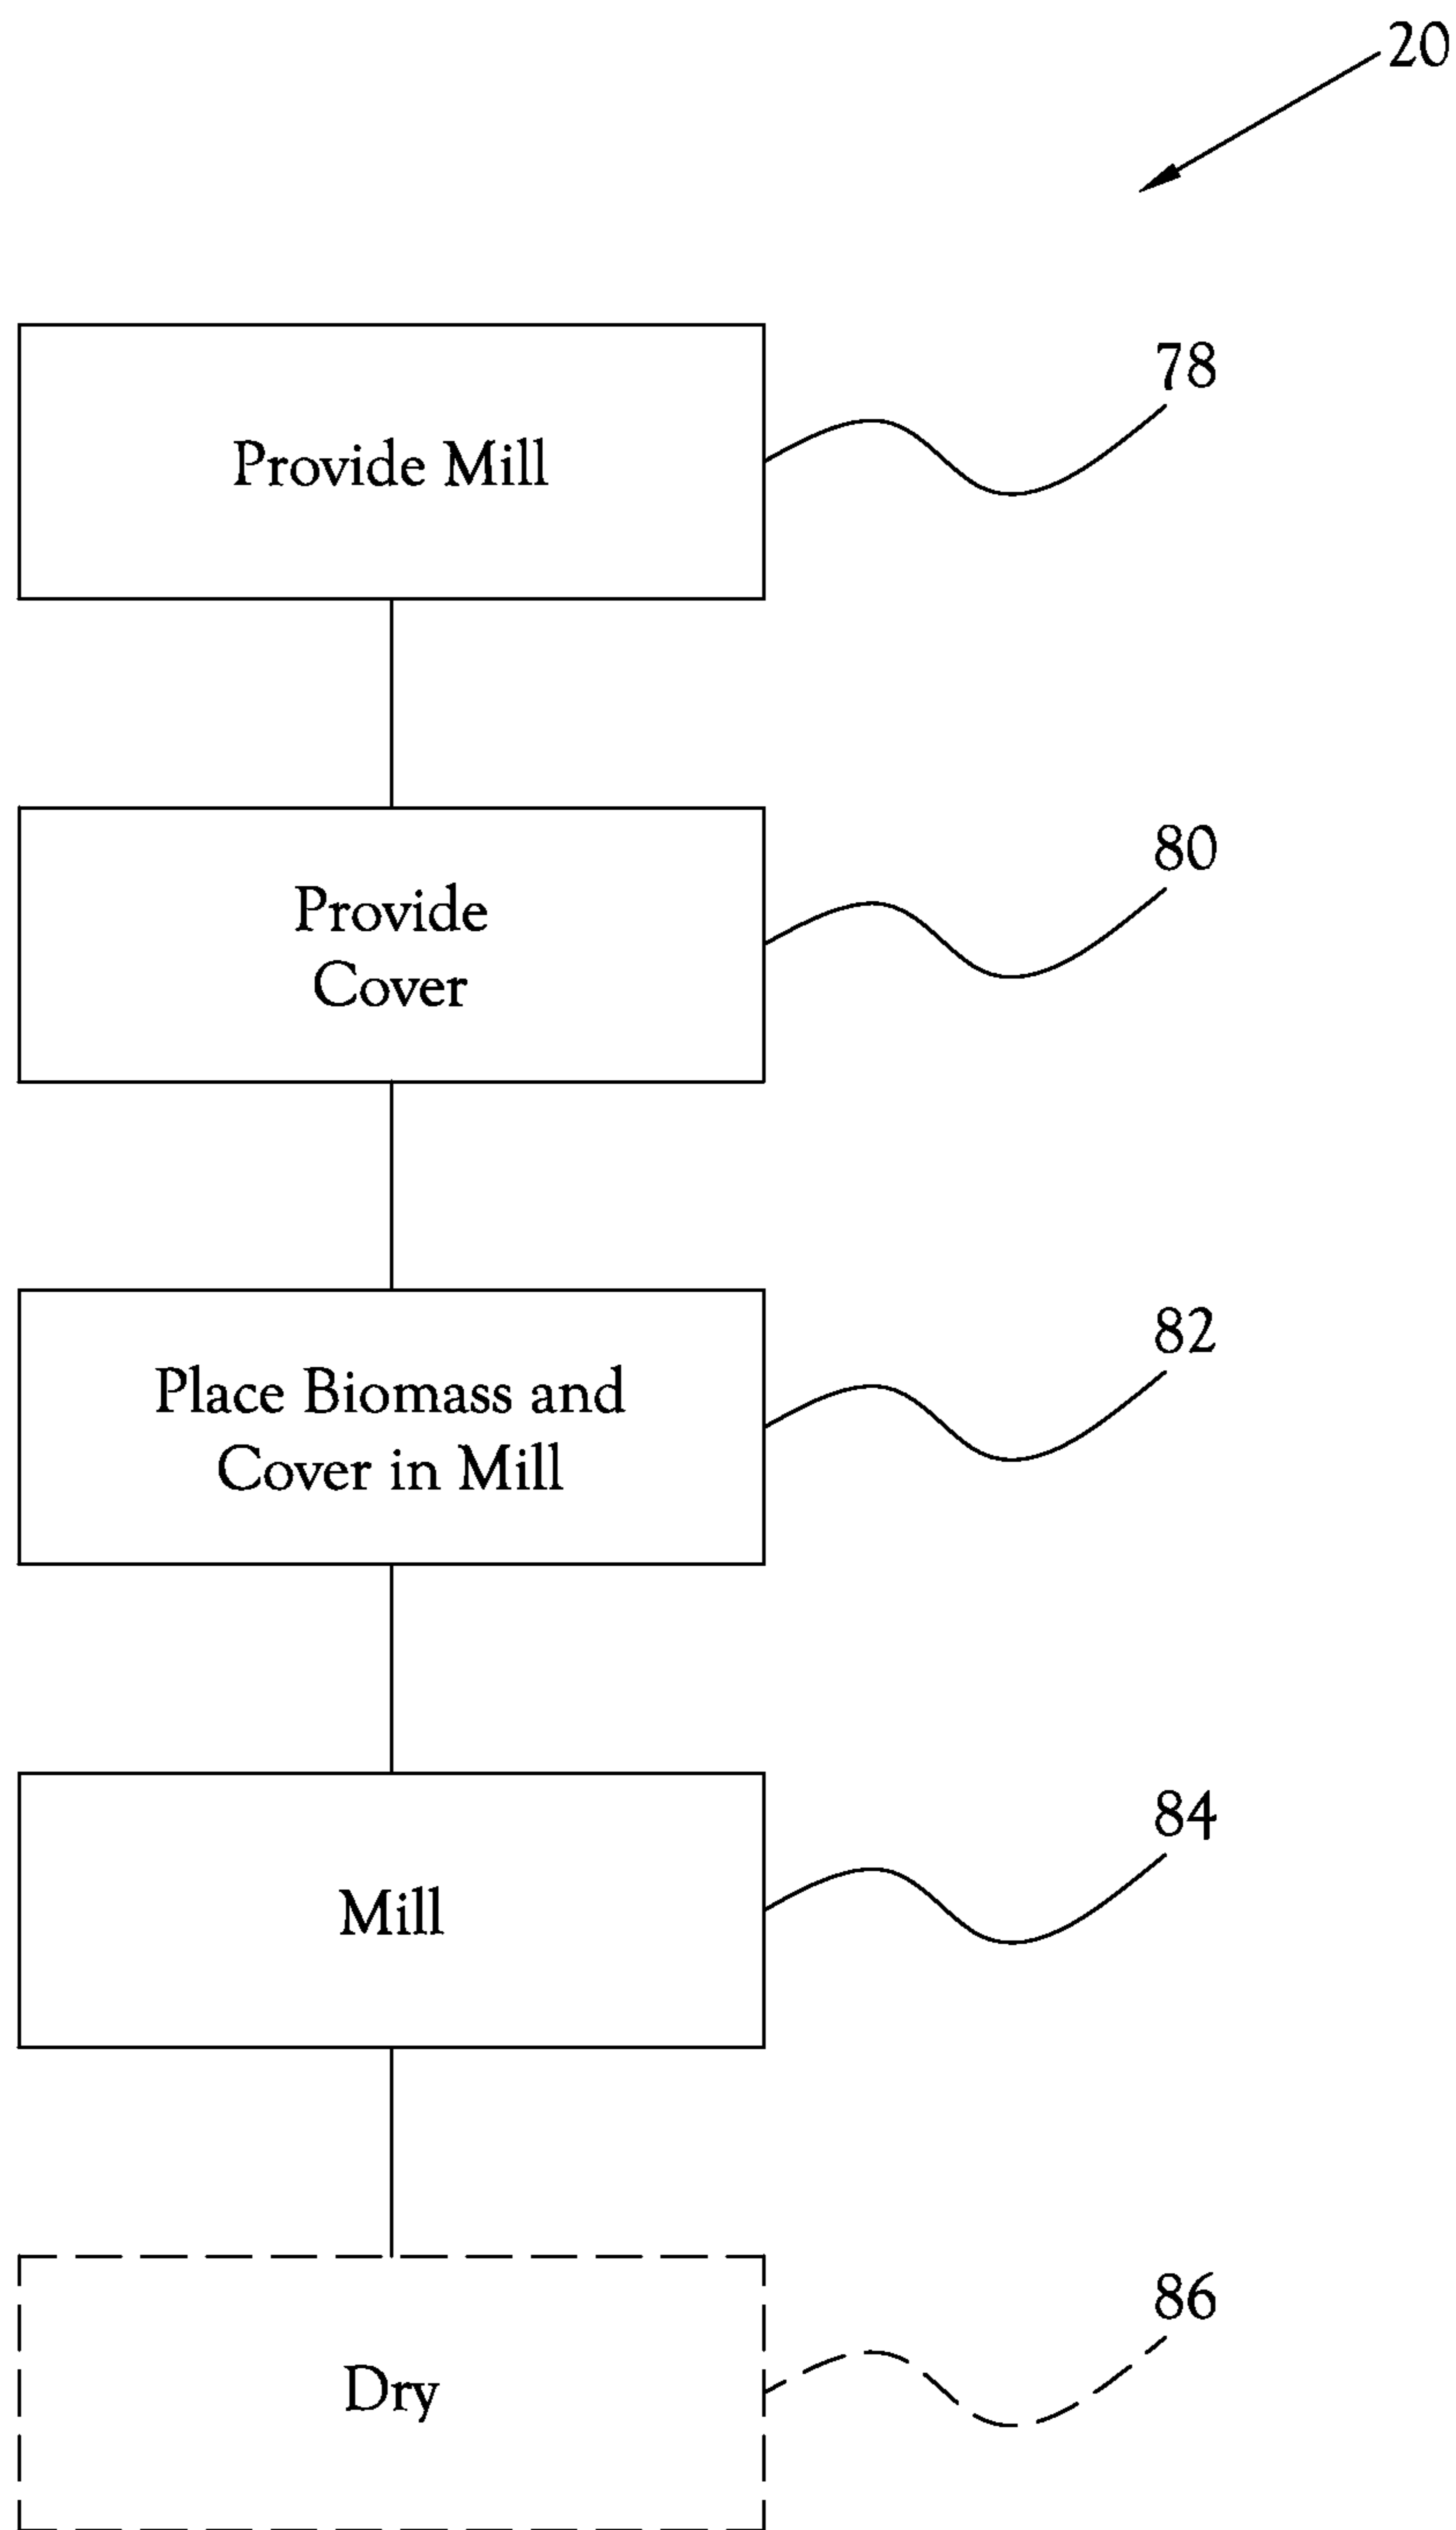 20
Provide Mill
78
Provide
Cover
80
Place Biomass and
Cover in Mill
82
Mill
84
Dry
86